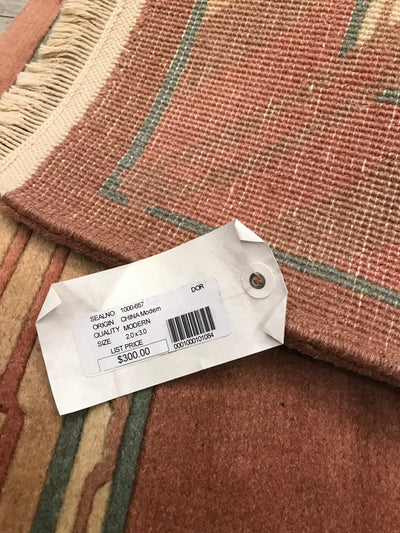 SEALNO 1000-657 DOR
ORIGIN CHINA Modern
QUALITY MODERN
SIZE 2.0 x 3.0
LIST PRICE
$300.00
0001000101084